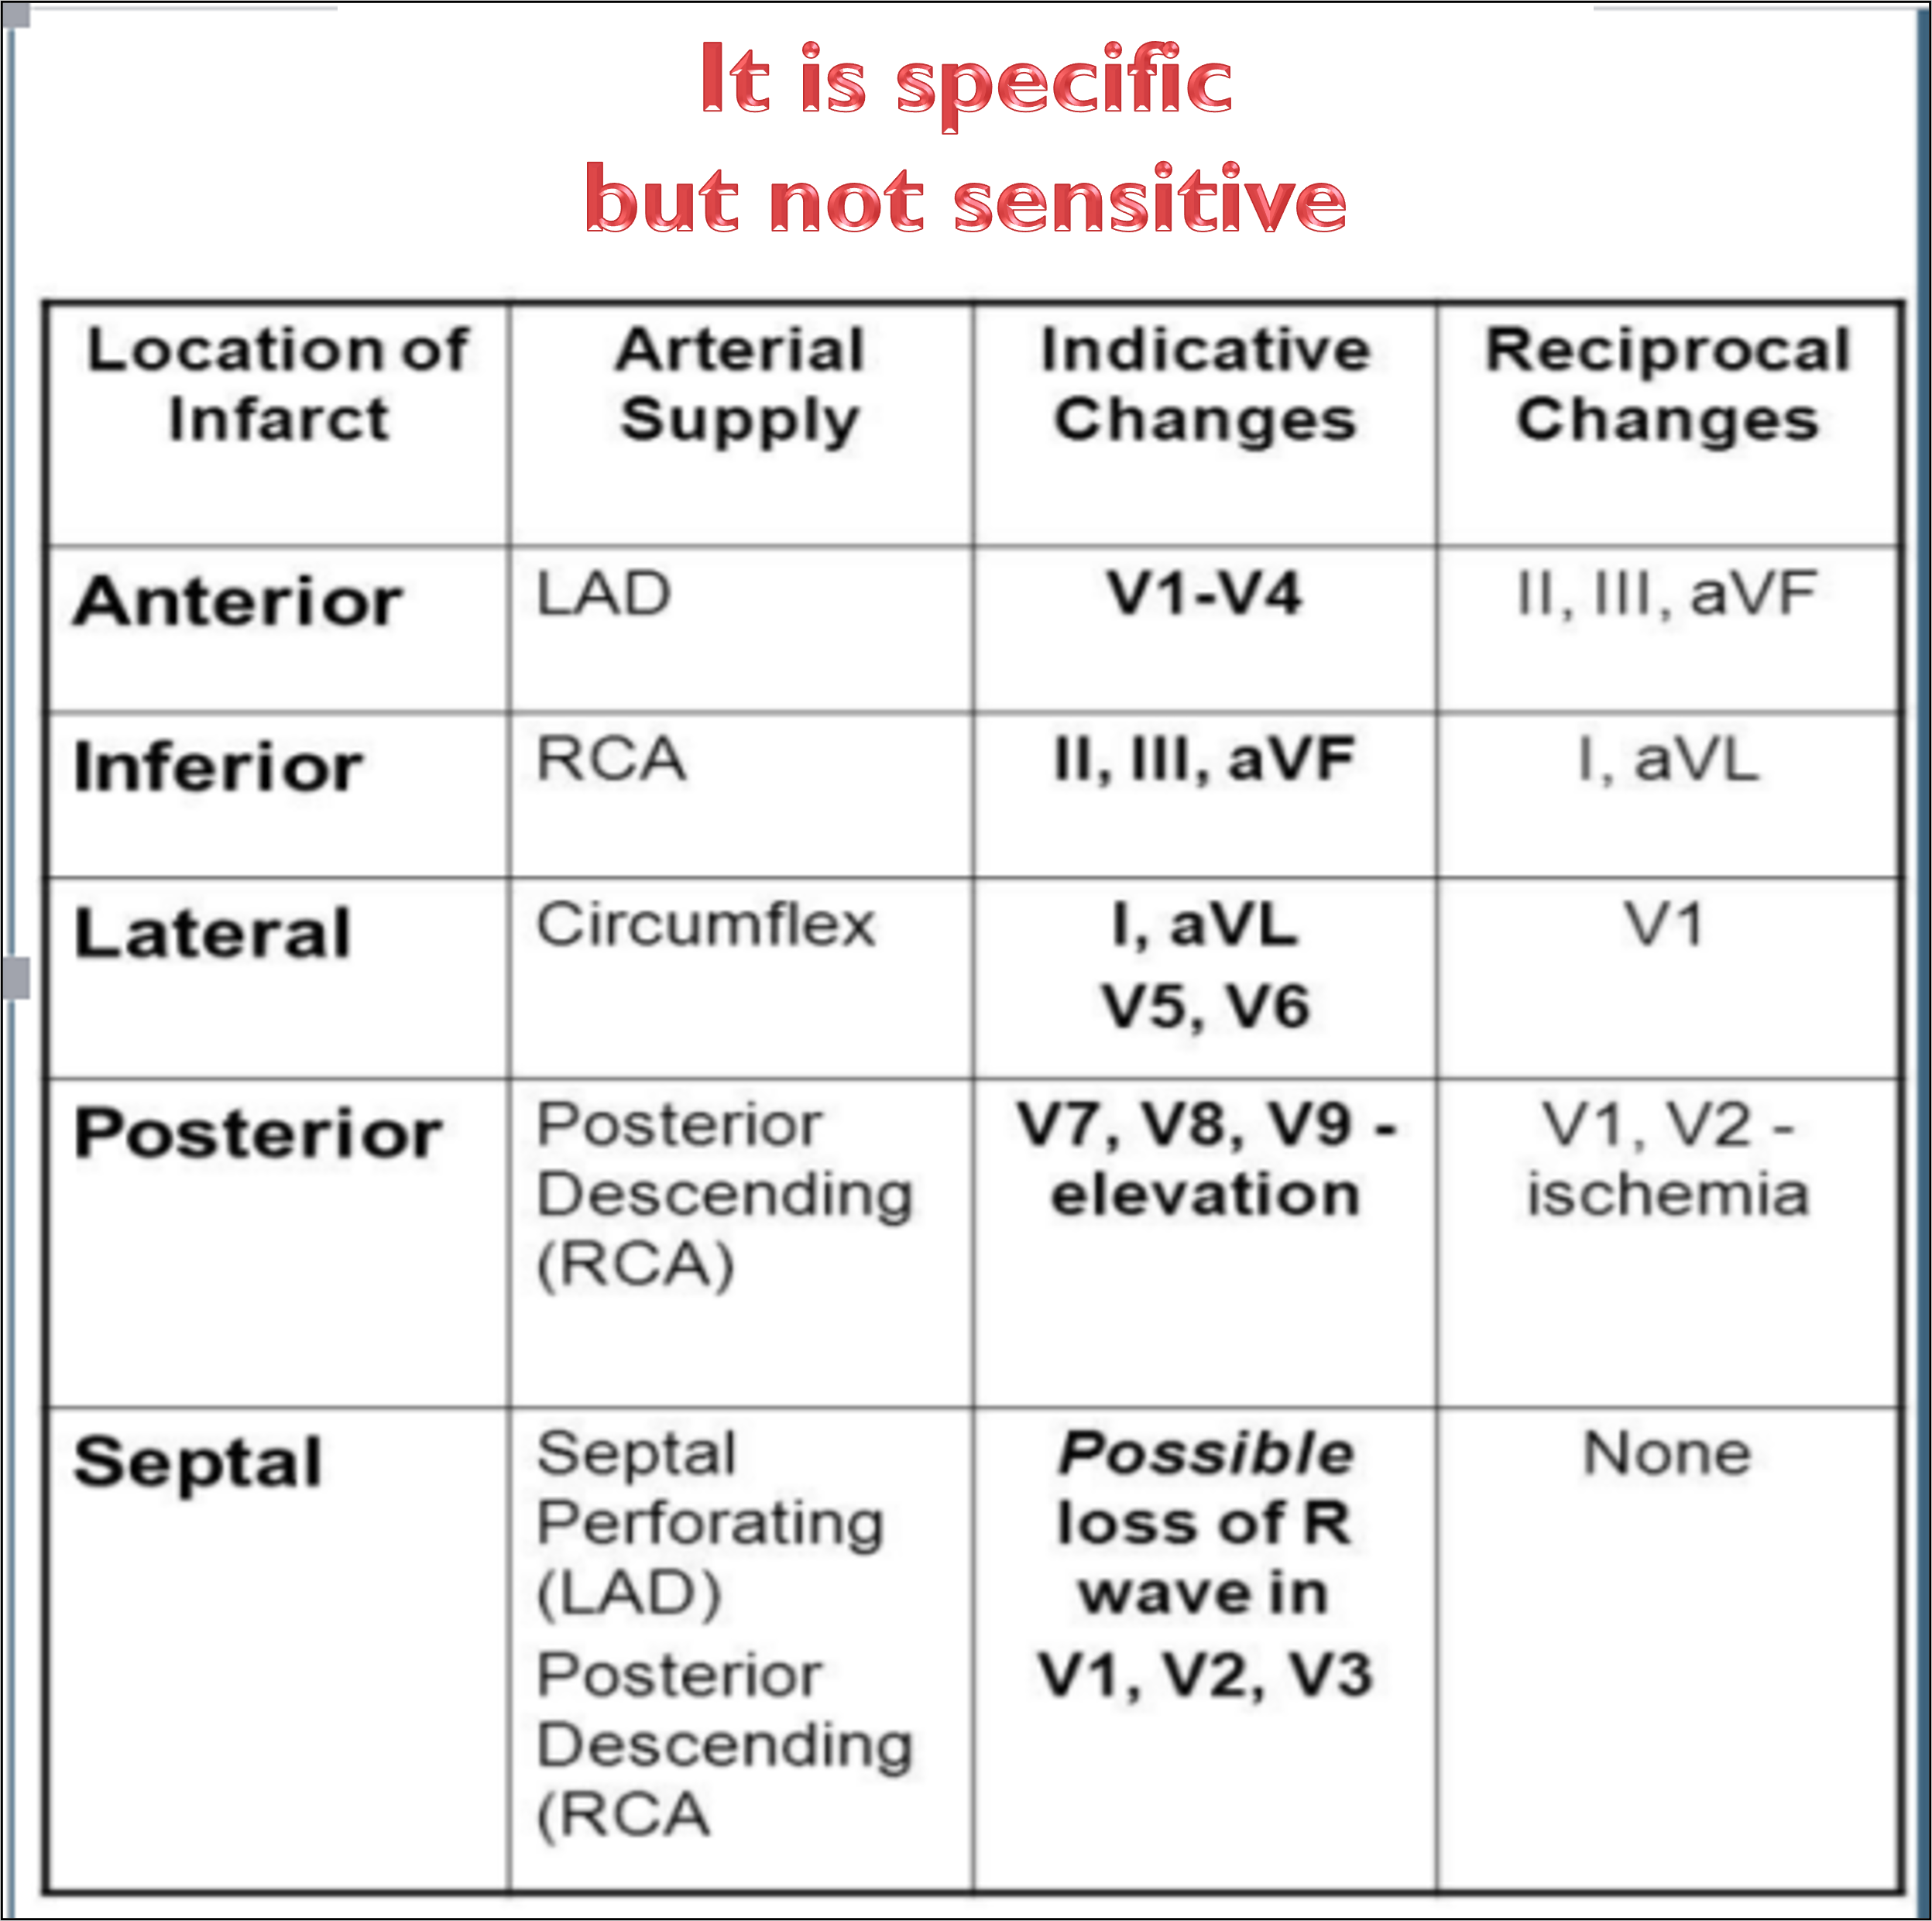 It is specific
but not sensitive
Location of Infarct
Arterial Supply
Indicative Changes
Reciprocal Changes
Anterior
LAD
V1-V4
II, III, aVF
Inferior
RCA
II, III, aVF
I, aVL
Lateral
Circumflex
I, aVL
V5, V6
V1
Posterior
Posterior
Descending
(RCA)
V7, V8, V9 -
elevation
V1, V2 -
ischemia
Septal
Septal
Perforating
(LAD)
Posterior
Descending
(RCA
Possible
loss of R
wave in
V1, V2, V3
None